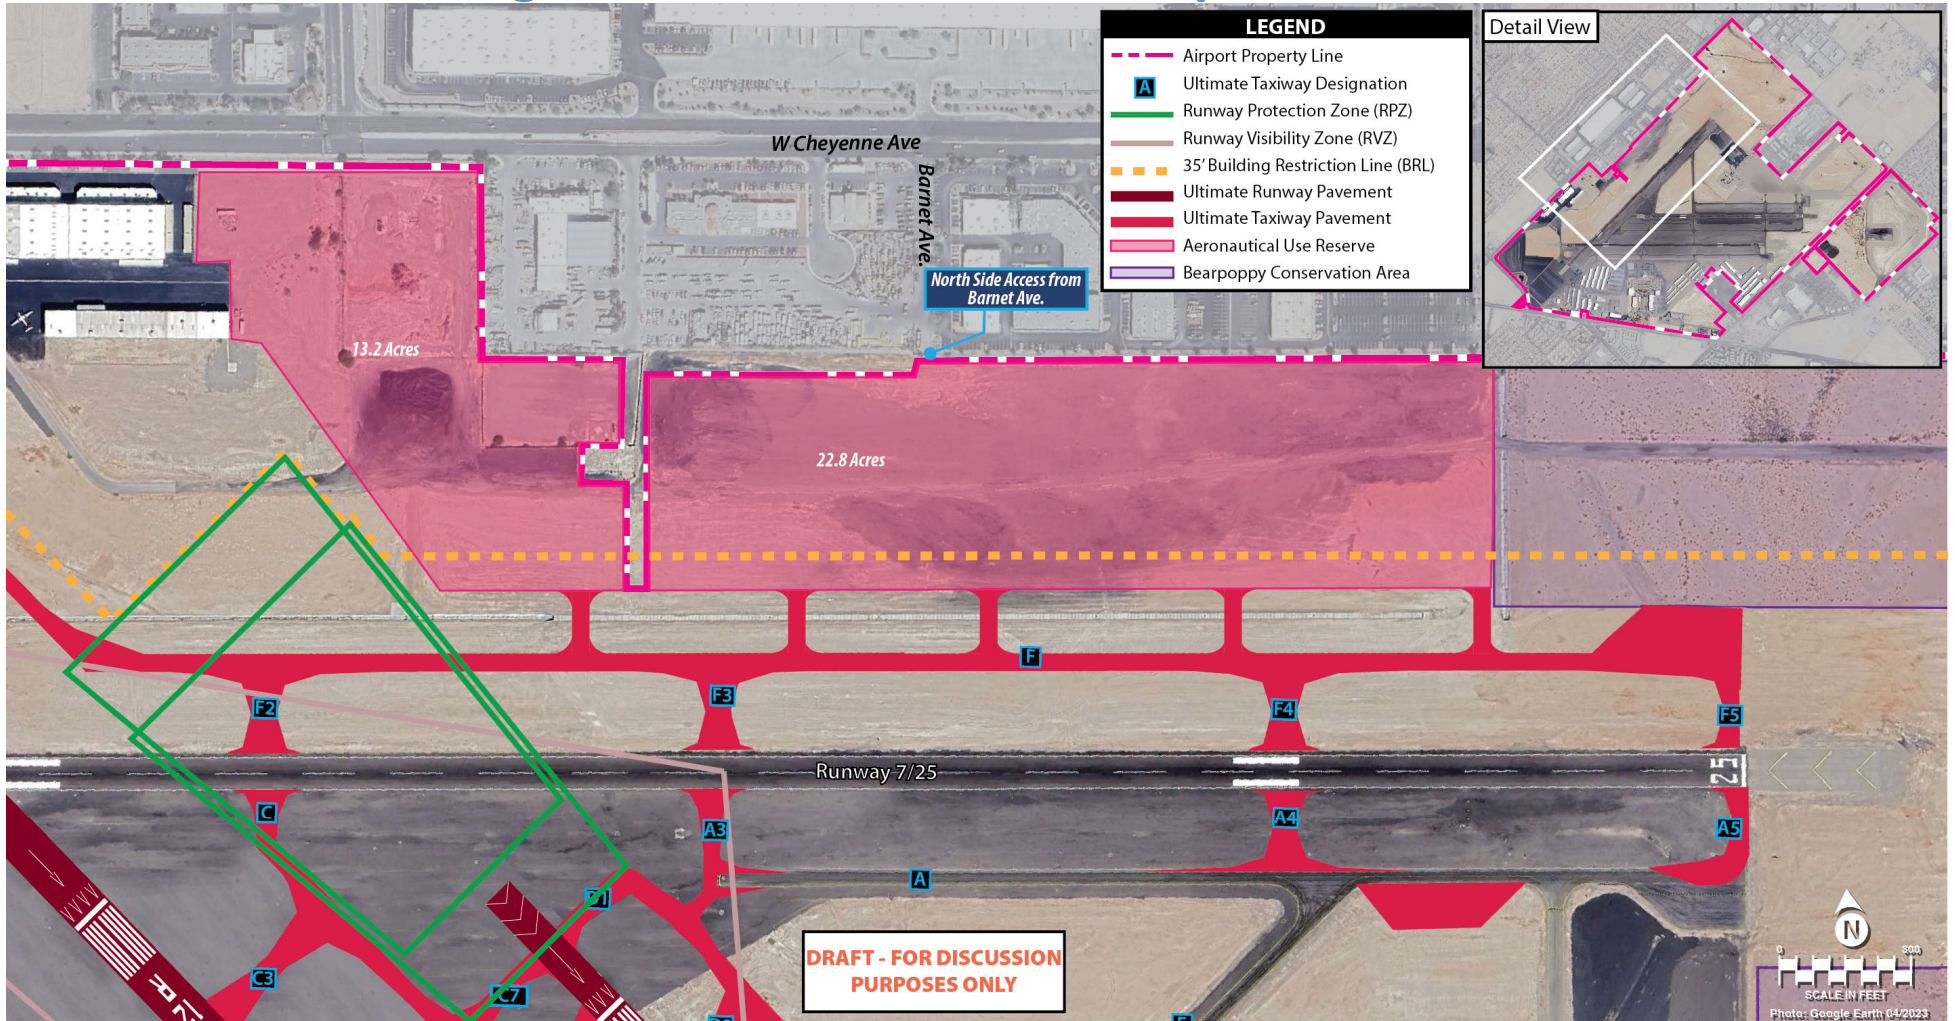 LEGEND
Airport Property Line
A
Ultimate Taxiway Designation
Runway Protection Zone (RPZ)
Runway Visibility Zone (RVZ)
35' Building Restriction Line (BRL)
Ultimate Runway Pavement
Ultimate Taxiway Pavement
Aeronautical Use Reserve
Bearpoppy Conservation Area
Detail View
W Cheyenne Ave
Barnet Ave.
North Side Access from
Barnet Ave.
13.2 Acres
22.8 Acres
F
F2
F3
F4
F5
Runway 7/25
25
C
A3
A4
A5
A
C3
C7
DRAFT - FOR DISCUSSION
PURPOSES ONLY
N
0 300
SCALE IN FEET
Photo: Google Earth 04/2023